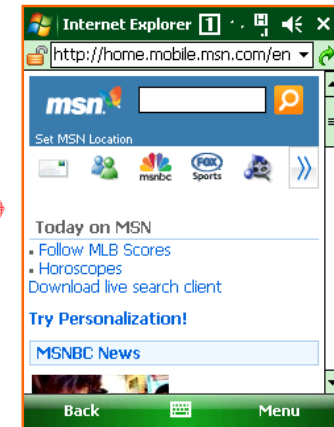 Internet Explorer 1
http://home.mobile.msn.com/en
msn
Set MSN Location
msnbc
FOX
Sports
Today on MSN
Follow MLB Scores
Horoscopes
Download live search client
Try Personalization!
MSNBC News
Back Menu